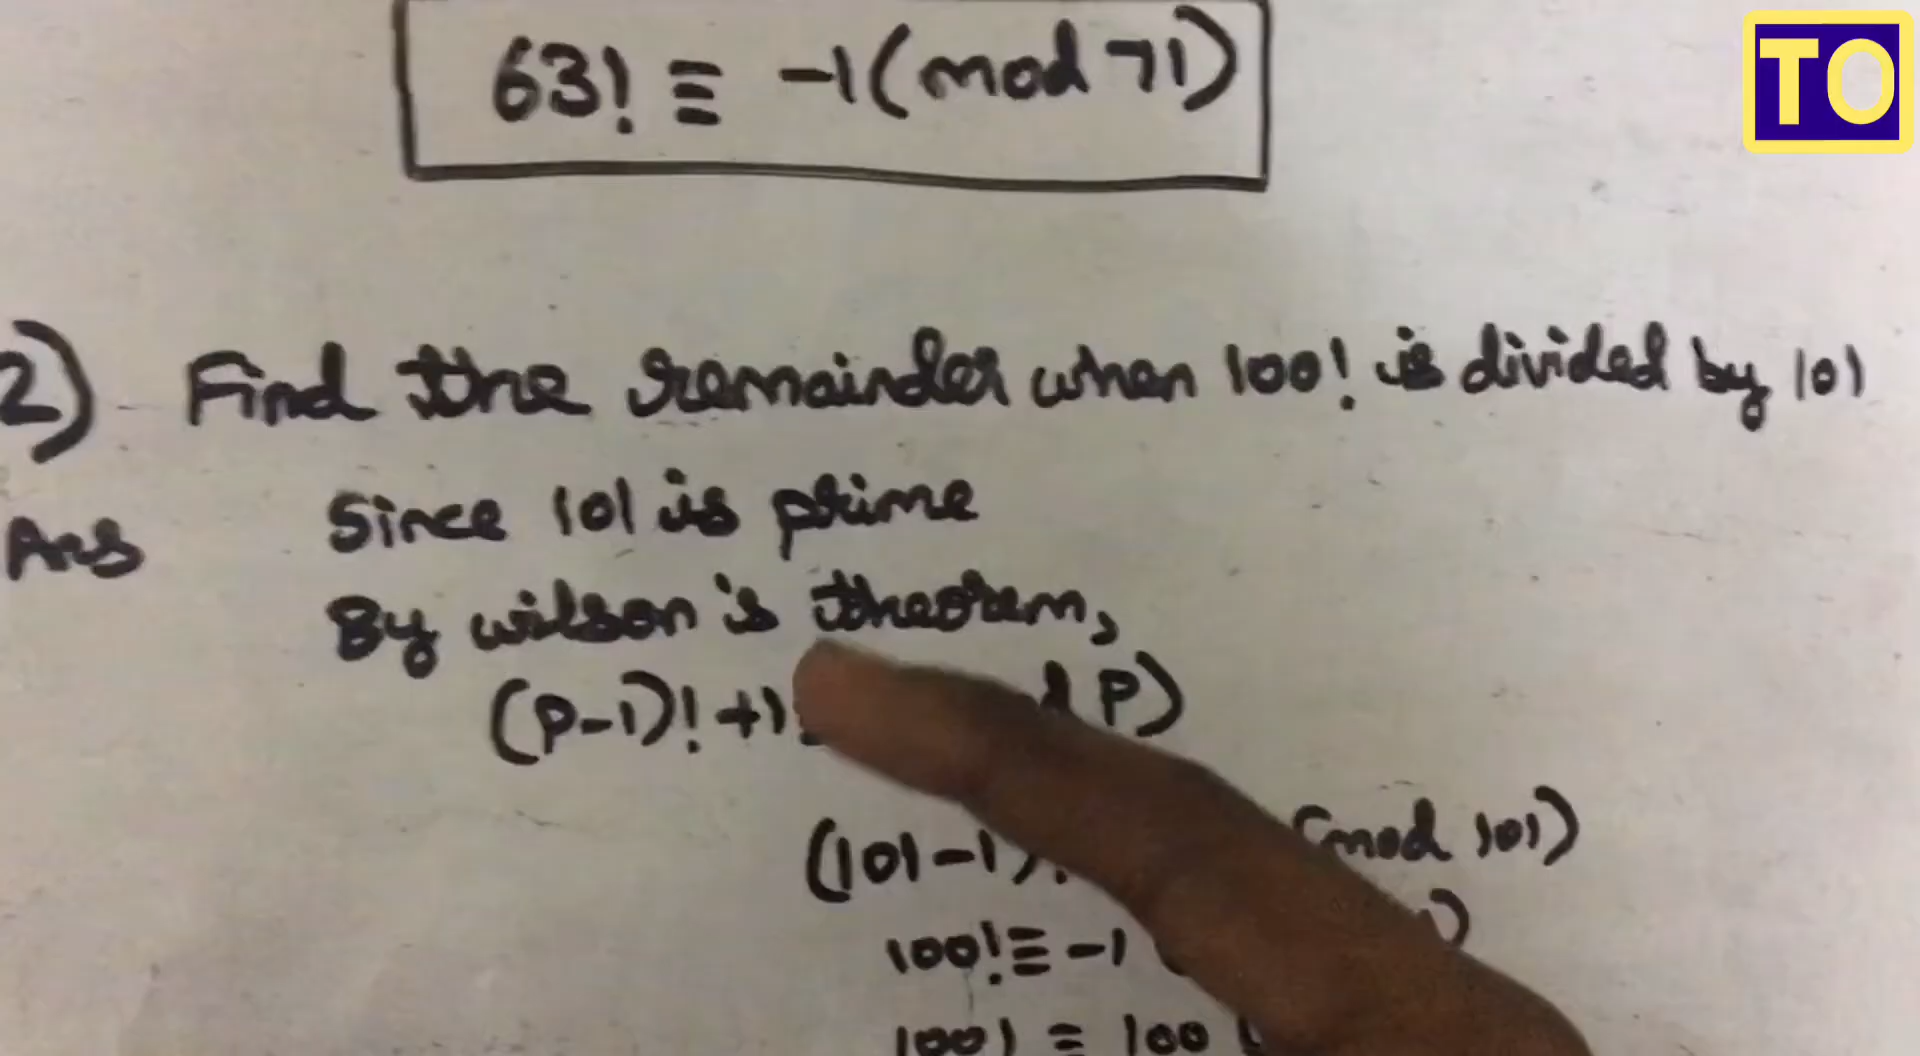 63! ≡ -1 (mod 71)
TO
2) Find the remainder when 100! is divided by 101
Ans Since 101 is prime
By wilson is theorem,
(P-1)! +1 P)
(101-1)! (mod 101)
100! ≡ -1
100! ≡ 100